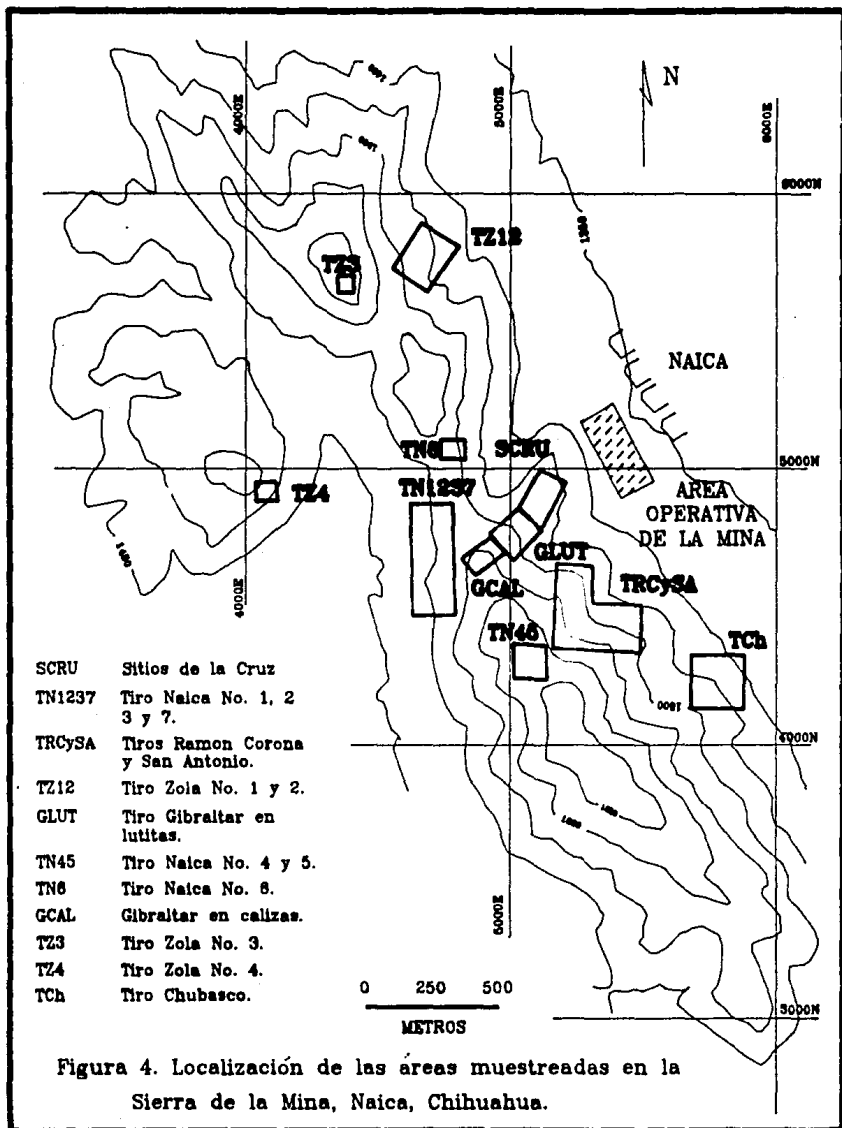 1400
4000E
5000E
N
6000E
6000N
TZ12
TZ3
1250
NAICA
TN6
SCRU
5000N
TZ4
TN1237
AREA
OPERATIVA
DE LA MINA
1400
4000E
GLUT
GCAL
TRCySA
TN45
TCh
4000N
5000E
3000N
SCRU Sitios de la Cruz
TN1237 Tiro Naica No. 1, 2
3 y 7.
TRCySA Tiros Ramon Corona
y San Antonio.
TZ12 Tiro Zola No. 1 y 2.
GLUT Tiro Gibraltar en
lutitas.
TN45 Tiro Naica No. 4 y 5.
TN6 Tiro Naica No. 6.
GCAL Gibraltar en calizas.
TZ3 Tiro Zola No. 3.
TZ4 Tiro Zola No. 4.
TCh Tiro Chubasco.
0 250 500
METROS
Figura 4. Localización de las áreas muestreadas en la
Sierra de la Mina, Naica, Chihuahua.